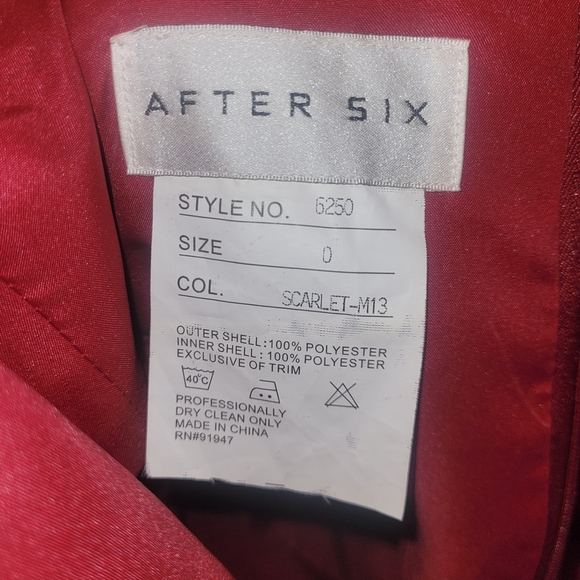 AFTER SIX
STYLE NO. 6250
SIZE 0
COL. SCARLET-M13
OUTER SHELL:100% POLYESTER
INNER SHELL : 100% POLYESTER
EXCLUSIVE OF TRIM
40°C
PROFESSIONALLY
DRY CLEAN ONLY
MADE IN CHINA
RN#91947